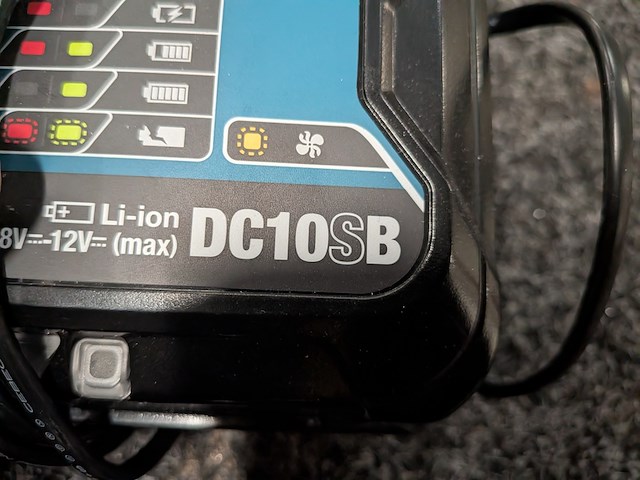 Li-ion
8V⎓-12V⎓ (max)
DC10SB